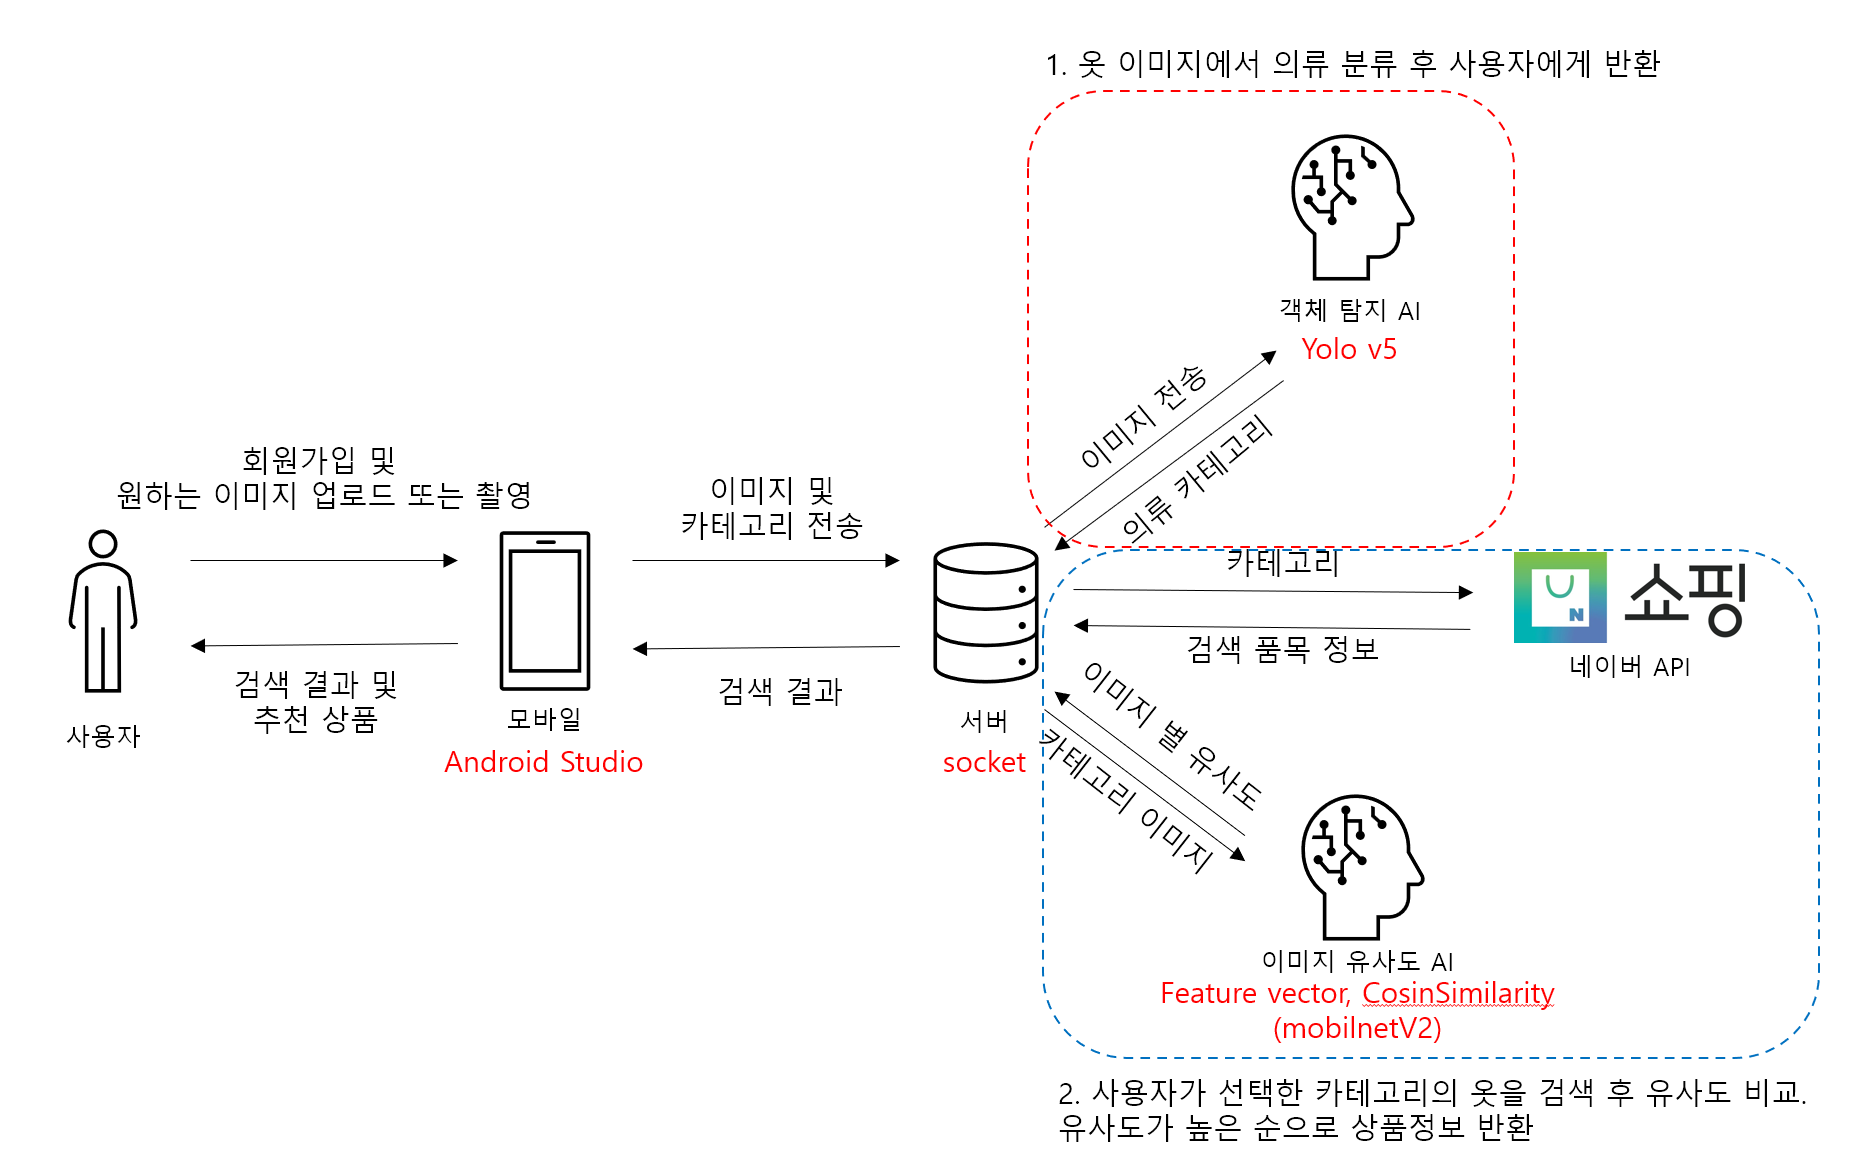 1. 옷 이미지에서 의류 분류 후 사용자에게 반환
객체 탐지 AI
Yolo v5
이미지 전송
의류 카테고리
회원가입 및
원하는 이미지 업로드 또는 촬영
이미지 및
카테고리 전송
카테고리
쇼핑
N
검색 품목 정보
네이버 API
검색 결과 및
추천 상품
검색 결과
사용자
모바일
Android Studio
서버
socket
이미지 별 유사도
카테고리 이미지
이미지 유사도 AI
Feature vector, CosinSimilarity
(mobilnetV2)
2. 사용자가 선택한 카테고리의 옷을 검색 후 유사도 비교.
유사도가 높은 순으로 상품정보 반환